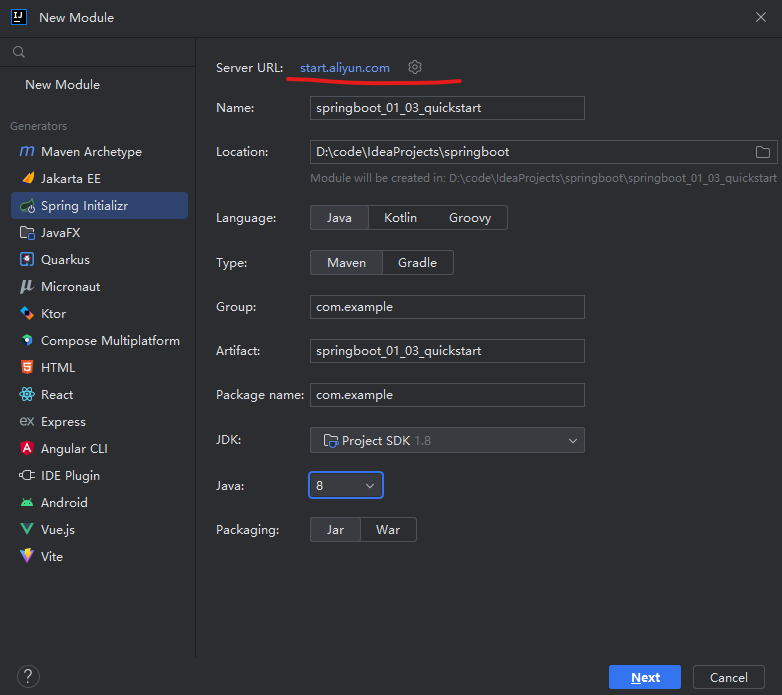 New Module
New Module
Generators
Maven Archetype
Jakarta EE
Spring Initializr
JavaFX
Quarkus
Micronaut
Ktor
Compose Multiplatform
HTML
React
Express
Angular CLI
IDE Plugin
Android
Vue.js
Vite
Server URL: start.aliyun.com
Name: springboot_01_03_quickstart
Location: D:\code\IdeaProjects\springboot
Module will be created in: D:\code\IdeaProjects\springboot\springboot_01_03_quickstart
Language: Java Kotlin Groovy
Type: Maven Gradle
Group: com.example
Artifact: springboot_01_03_quickstart
Package name: com.example
JDK: Project SDK 1.8
Java: 8
Packaging: Jar War
? Next Cancel